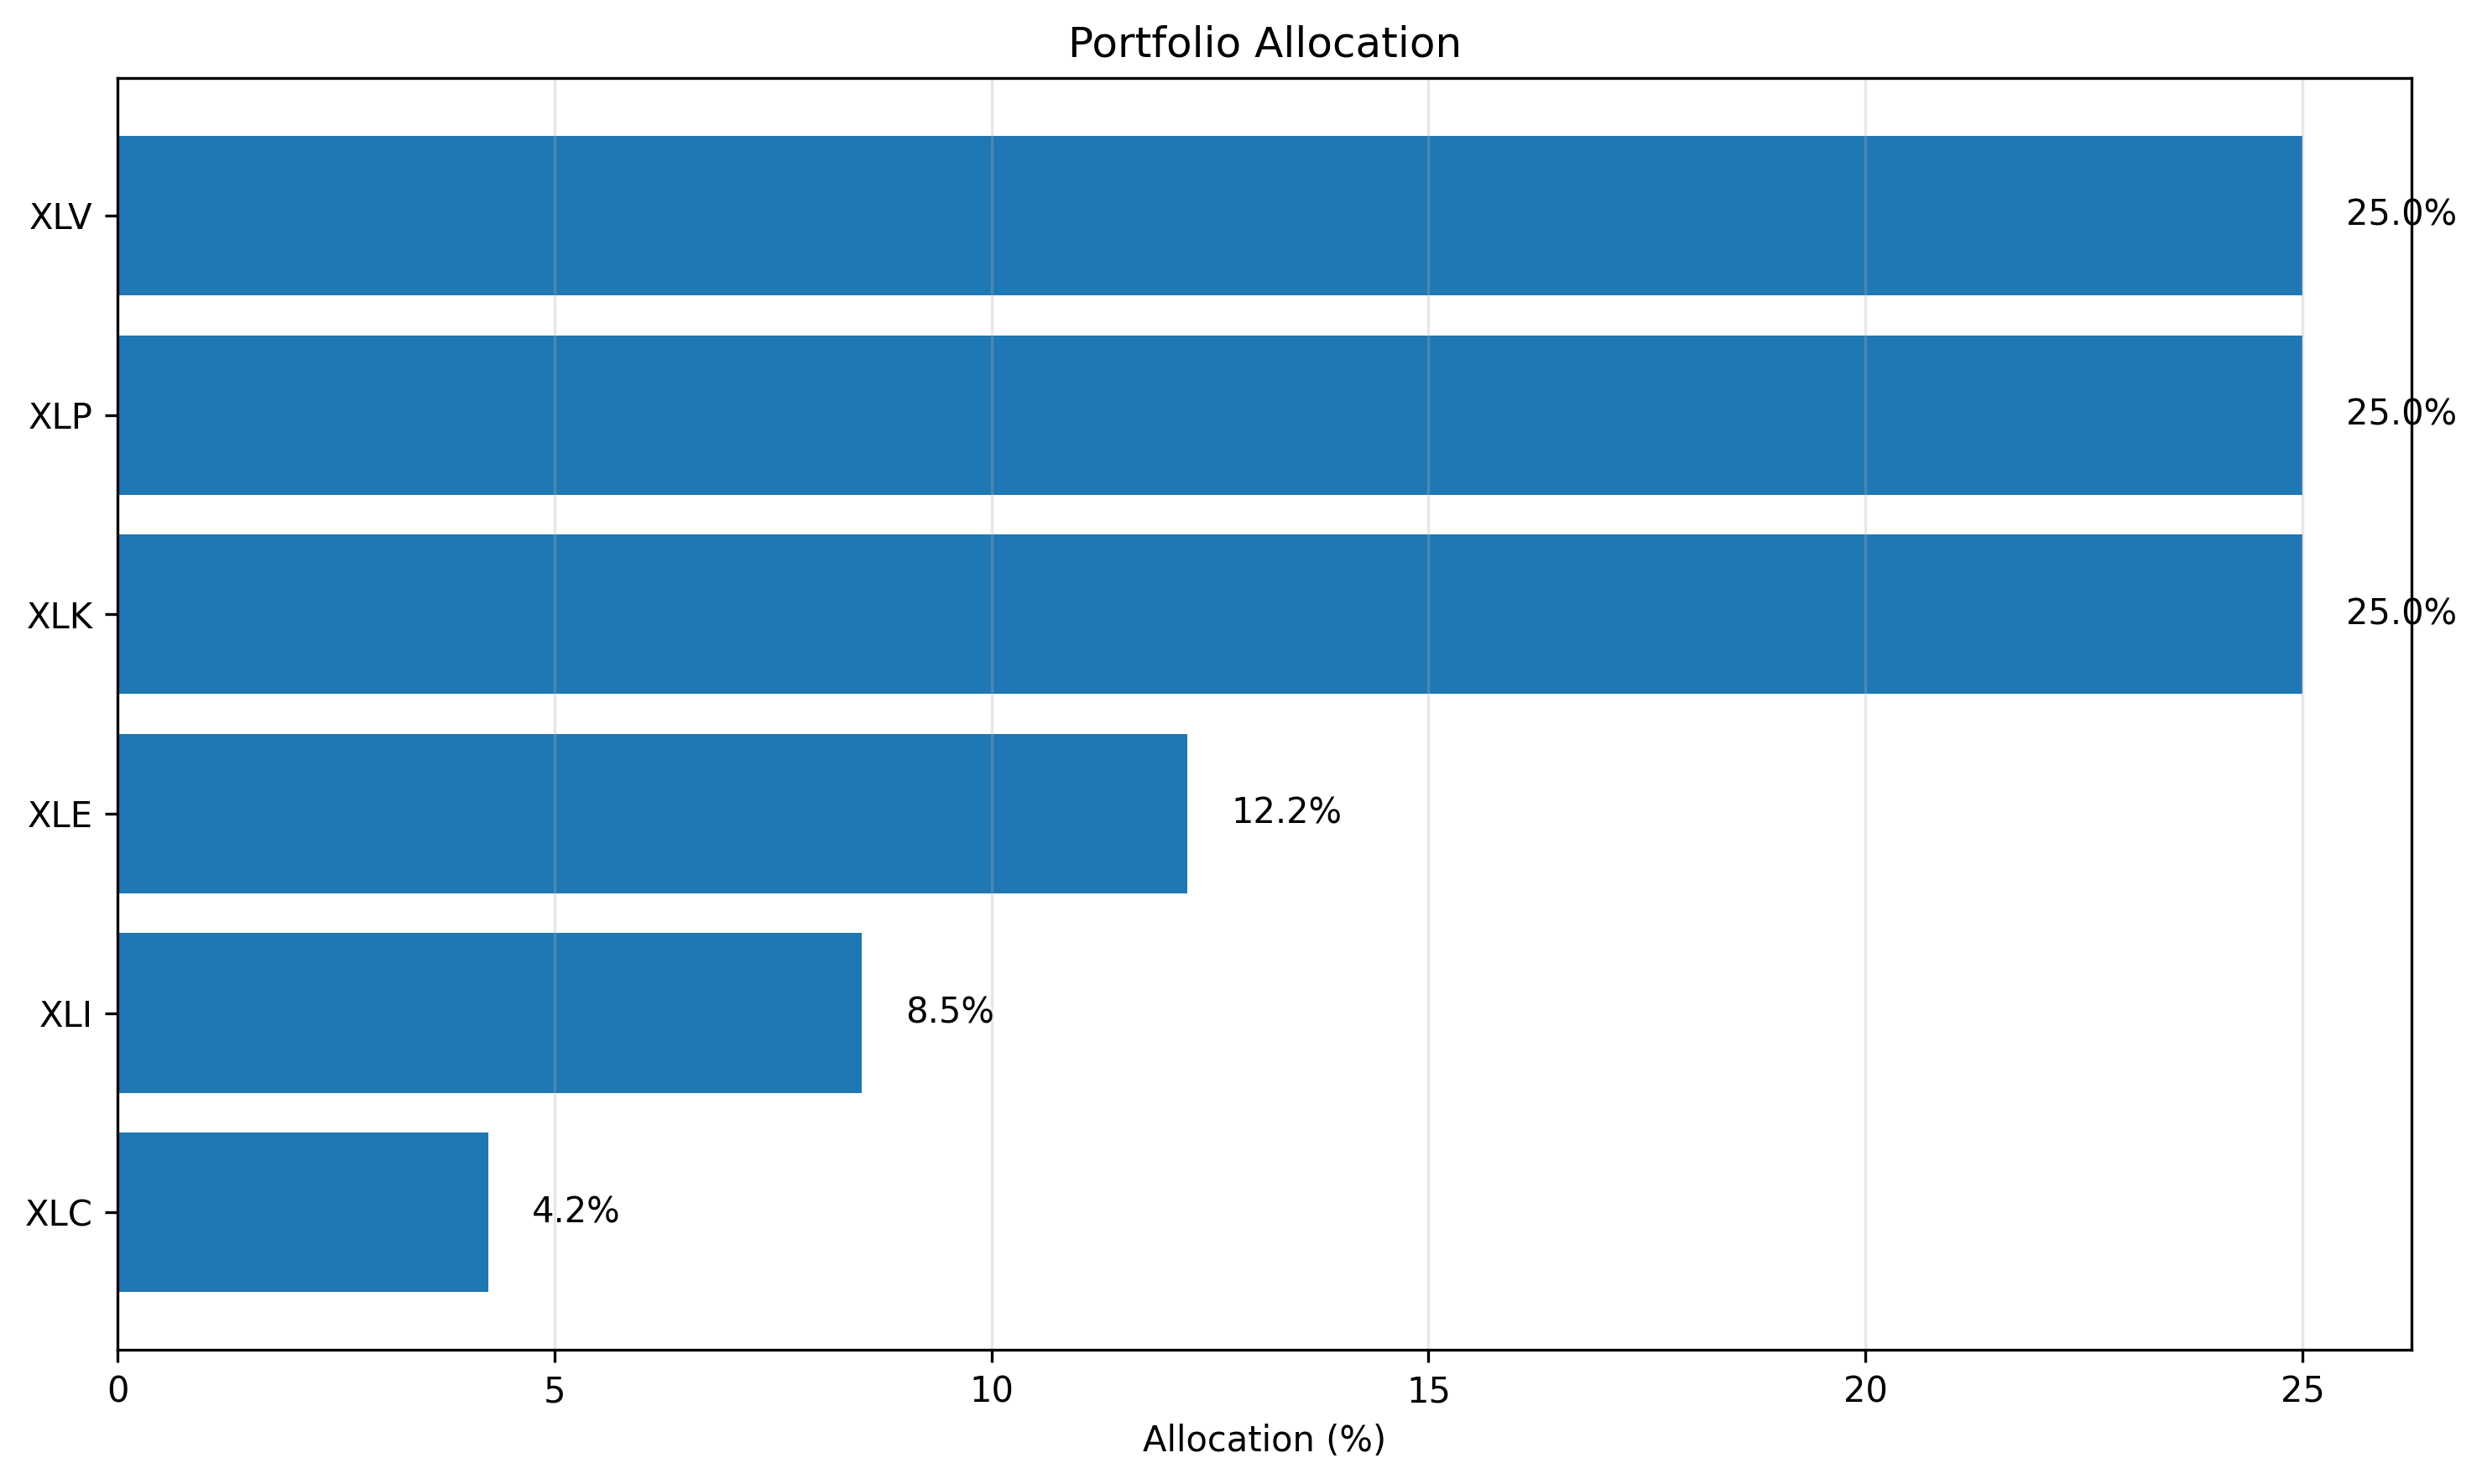 Portfolio Allocation
XLV 25.0%
XLP 25.0%
XLK 25.0%
XLE 12.2%
XLI 8.5%
XLC 4.2%
0 5 10 15 20 25
Allocation (%)